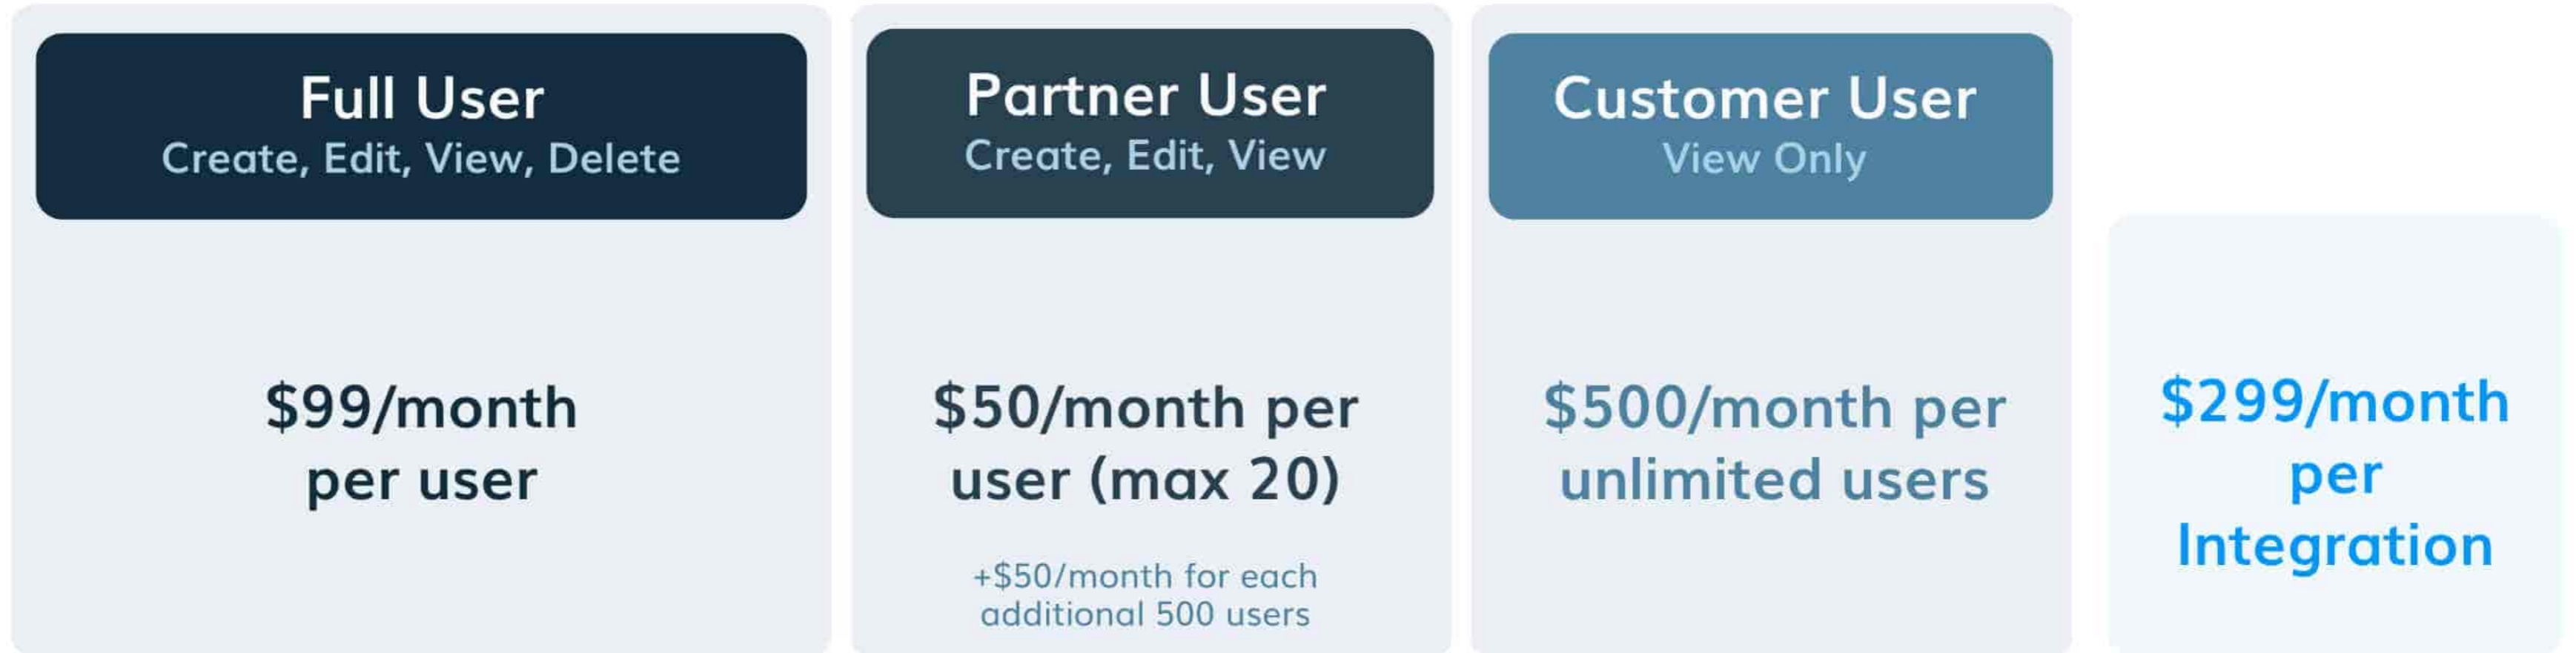 Full User
Create, Edit, View, Delete
$99/month
per user
Partner User
Create, Edit, View
$50/month per
user (max 20)
+$50/month for each
additional 500 users
Customer User
View Only
$500/month per
unlimited users
$299/month
per
Integration